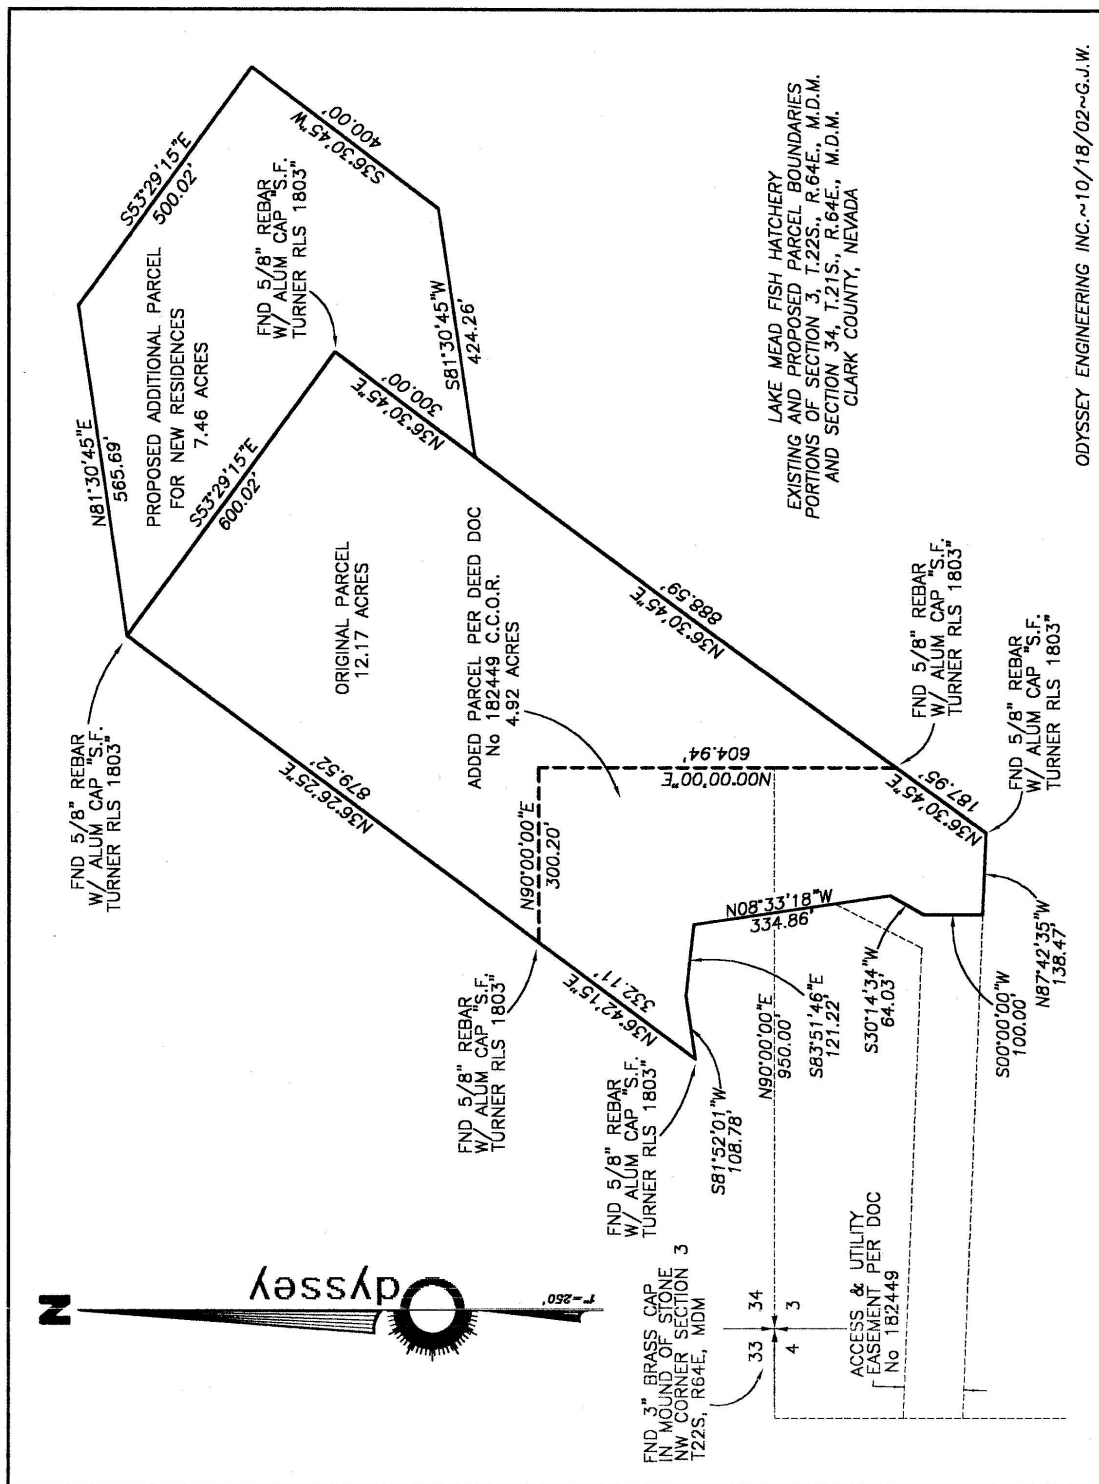 N
dyssey
1"=250'
S53°29'15"E
500.02'
S36°30'45"W
400.00'
N81°30'45"E
565.69'
PROPOSED ADDITIONAL PARCEL
FOR NEW RESIDENCES
7.46 ACRES
FND 5/8" REBAR
W/ ALUM CAP "S.F.
TURNER RLS 1803"
S81°30'45"W
424.26'
N36°30'45"E
300.00'
S53°29'15"E
600.02'
FND 5/8" REBAR
W/ ALUM CAP "S.F.
TURNER RLS 1803"
ORIGINAL PARCEL
12.17 ACRES
N36°26'25"E
879.52'
ADDED PARCEL PER DEED DOC
No 182449 C.C.O.R.
4.92 ACRES
N36°30'45"E
888.59'
LAKE MEAD FISH HATCHERY
EXISTING AND PROPOSED PARCEL BOUNDARIES
PORTIONS OF SECTION 3, T.22S., R.64E., M.D.M.
AND SECTION 34, T.21S., R.64E., M.D.M.
CLARK COUNTY, NEVADA
N90°00'00"E
300.20'
N00°00'00"E
604.94'
FND 5/8" REBAR
W/ ALUM CAP "S.F.
TURNER RLS 1803"
N36°42'15"E
332.11'
FND 5/8" REBAR
W/ ALUM CAP "S.F.
TURNER RLS 1803"
N36°30'45"E
187.95'
FND 5/8" REBAR
W/ ALUM CAP "S.F.
TURNER RLS 1803"
FND 5/8" REBAR
W/ ALUM CAP "S.F.
TURNER RLS 1803"
S81°52'01"W
108.78'
S83°51'46"E
121.22'
N08°33'18"W
334.86'
N90°00'00"E
950.00'
S30°14'34"W
64.03'
S00°00'00"W
100.00'
N87°42'35"W
138.47'
FND 3" BRASS CAP
IN MOUND OF STONE
NW CORNER SECTION 3
T22S, R64E, MDM
33
34
4
3
ACCESS & UTILITY
EASEMENT PER DOC
No 182449
ODYSSEY ENGINEERING INC.~10/18/02~G.J.W.